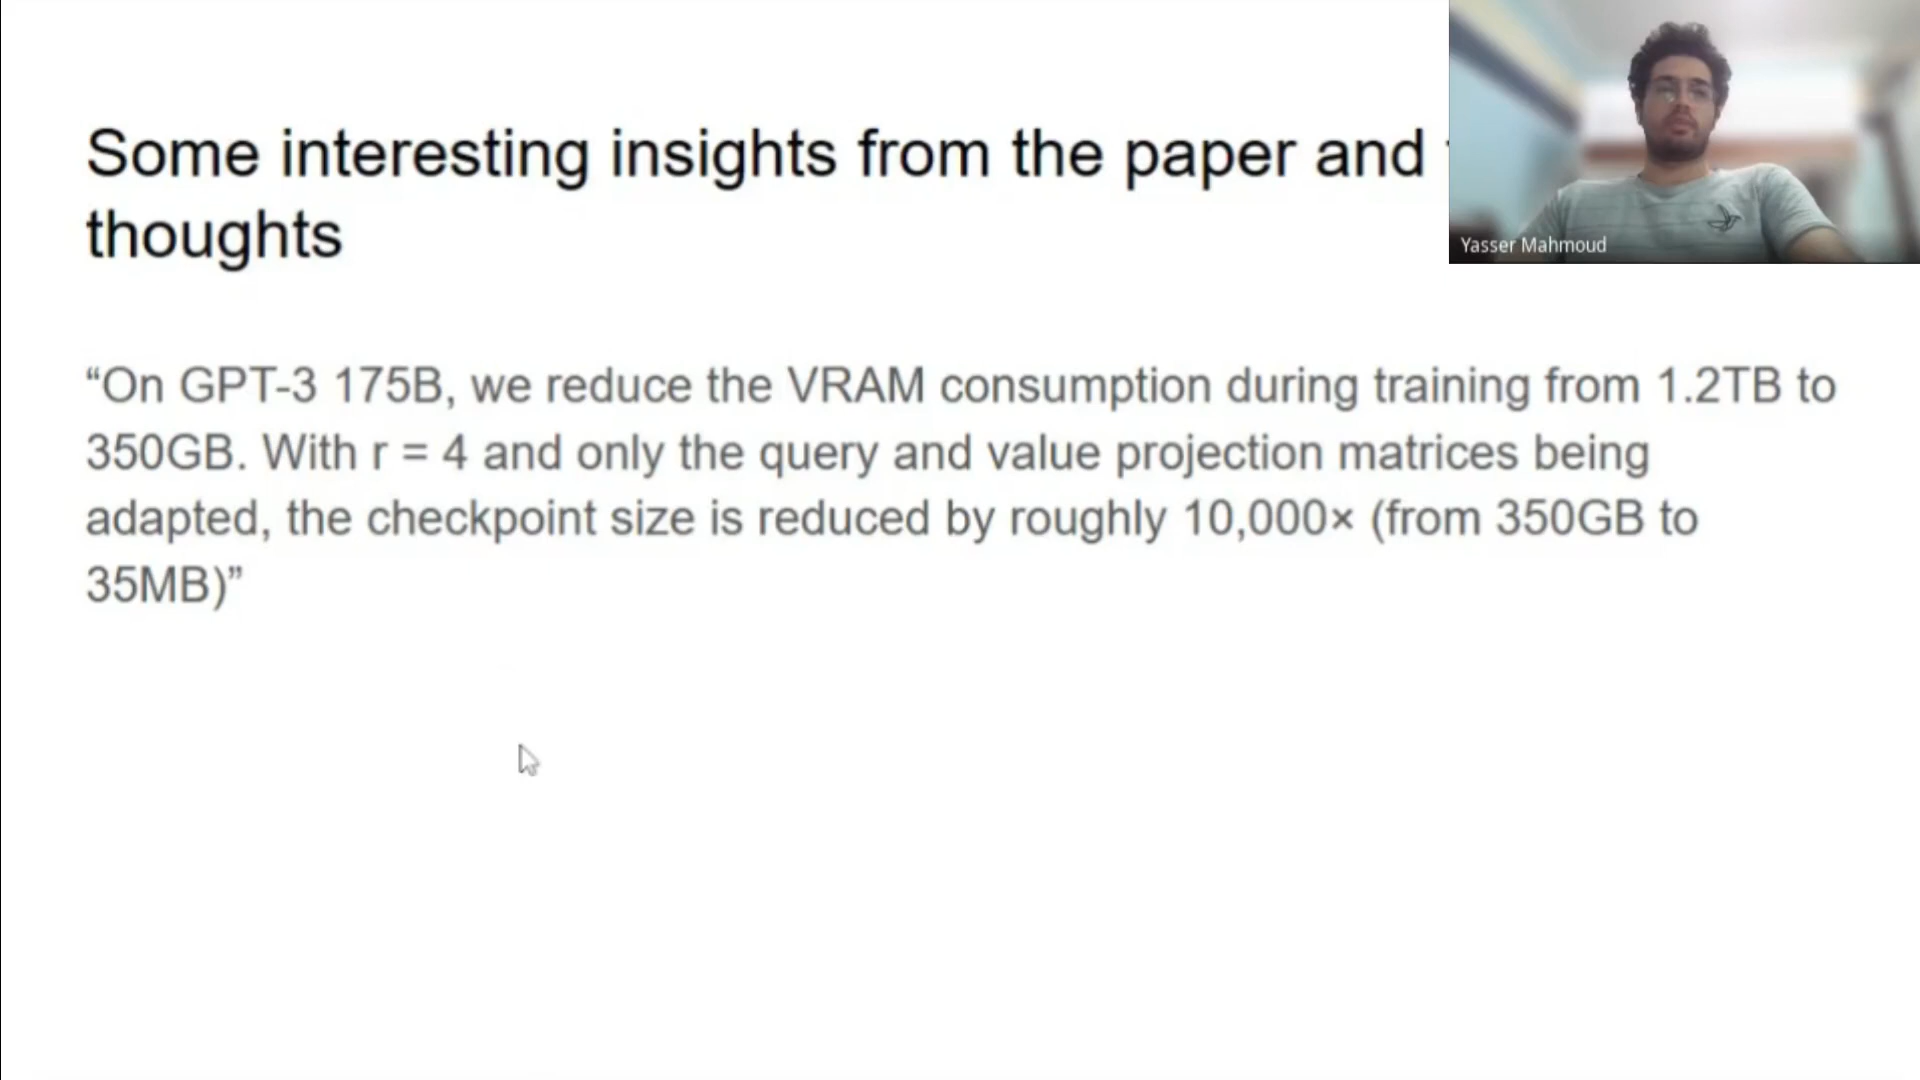 Some interesting insights from the paper and
thoughts
Yasser Mahmoud
“On GPT-3 175B, we reduce the VRAM consumption during training from 1.2TB to
350GB. With r = 4 and only the query and value projection matrices being
adapted, the checkpoint size is reduced by roughly 10,000× (from 350GB to
35MB)”